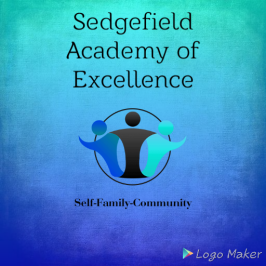 Sedgefield
Academy of
Excellence
Self-Family-Community
Logo Maker